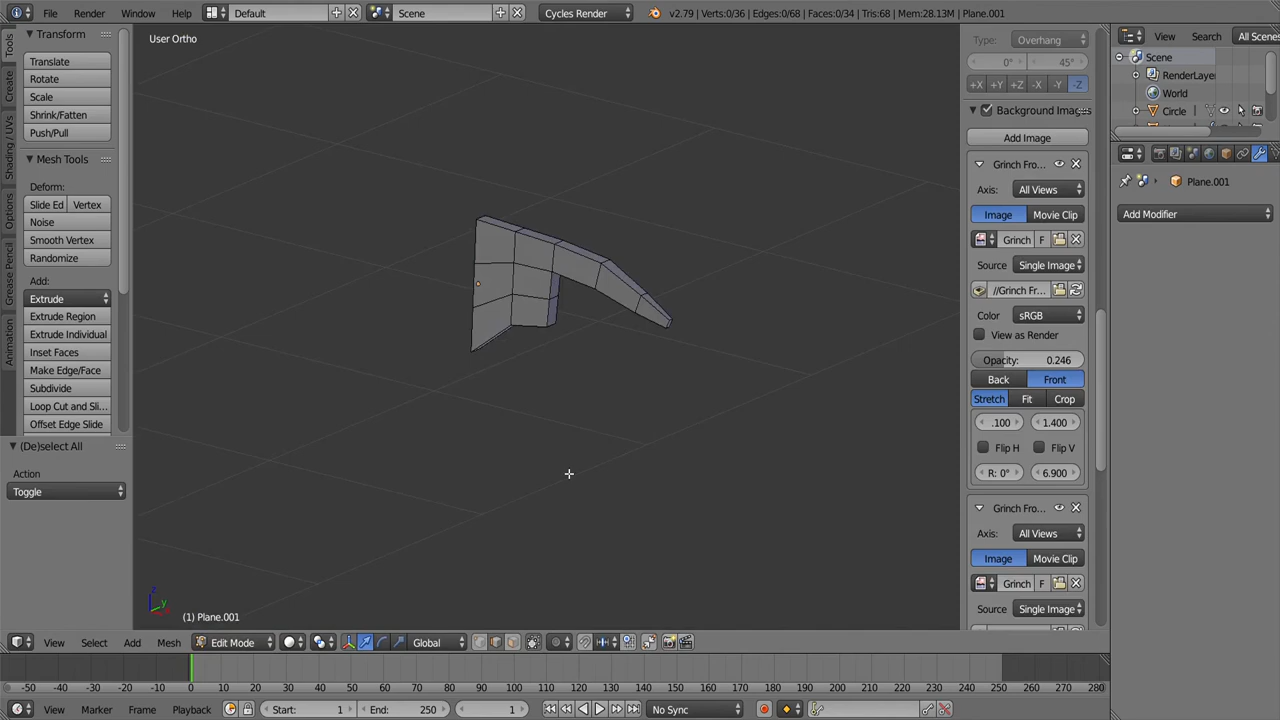 File Render Window Help Default Scene Cycles Render v2.79 | Verts:0/36 | Edges:0/68 | Faces:0/34 | Tris:68 | Mem:28.13M | Plane.001
User Ortho
Tools
Create
Shading / UVs
Options
Grease Pencil
Animation
Transform
Translate
Rotate
Scale
Shrink/Fatten
Push/Pull
Mesh Tools
Deform:
Slide Ed Vertex
Noise
Smooth Vertex
Randomize
Add:
Extrude
Extrude Region
Extrude Individual
Inset Faces
Make Edge/Face
Subdivide
Loop Cut and Sli...
Offset Edge Slide
(De)select All
Action
Toggle
(1) Plane.001
Type: Overhang
0° 45°
+X +Y +Z -X -Y -Z
Background Images
Add Image
Grinch Fro...
Axis: All Views
Image Movie Clip
Grinch F
Source Single Image
//Grinch Fr...
Color sRGB
View as Render
Opacity: 0.246
Back Front
Stretch Fit Crop
.100 1.400
Flip H Flip V
R: 0° 6.900
Grinch Fro...
Axis: All Views
Image Movie Clip
Grinch F
Source Single Image
View Search All Scenes
Scene
RenderLaye
World
Circle
Plane.001
Add Modifier
View Select Add Mesh Edit Mode Global
-50 -40 -30 -20 -10 0 10 20 30 40 50 60 70 80 90 100 110 120 130 140 150 160 170 180 190 200 210 220 230 240 250 260 270 280
View Marker Frame Playback Start: 1 End: 250 1 No Sync